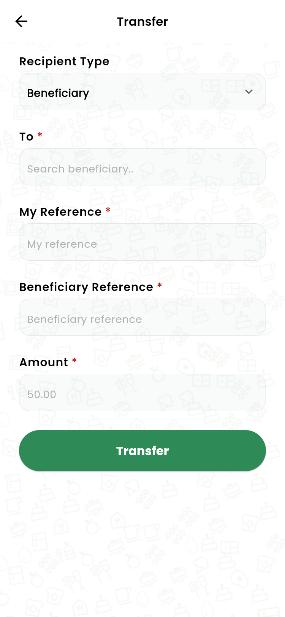 Transfer
Recipient Type
Beneficiary
To *
Search beneficiary..
My Reference *
My reference
Beneficiary Reference *
Beneficiary reference
Amount *
50.00
Transfer